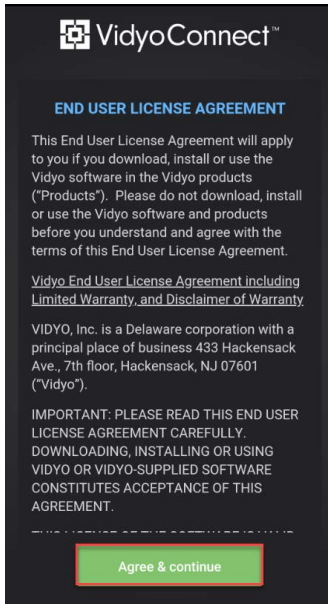 VidyoConnect™
END USER LICENSE AGREEMENT
This End User License Agreement will apply
to you if you download, install or use the
Vidyo software in the Vidyo products
(“Products”).  Please do not download, install
or use the Vidyo software and products
before you understand and agree with the
terms of this End User License Agreement.
Vidyo End User License Agreement including
Limited Warranty, and Disclaimer of Warranty
VIDYO, Inc. is a Delaware corporation with a
principal place of business 433 Hackensack
Ave., 7th floor, Hackensack, NJ 07601
(“Vidyo”).
IMPORTANT: PLEASE READ THIS END USER
LICENSE AGREEMENT CAREFULLY.
DOWNLOADING, INSTALLING OR USING
VIDYO OR VIDYO-SUPPLIED SOFTWARE
CONSTITUTES ACCEPTANCE OF THIS
AGREEMENT.
Agree & continue